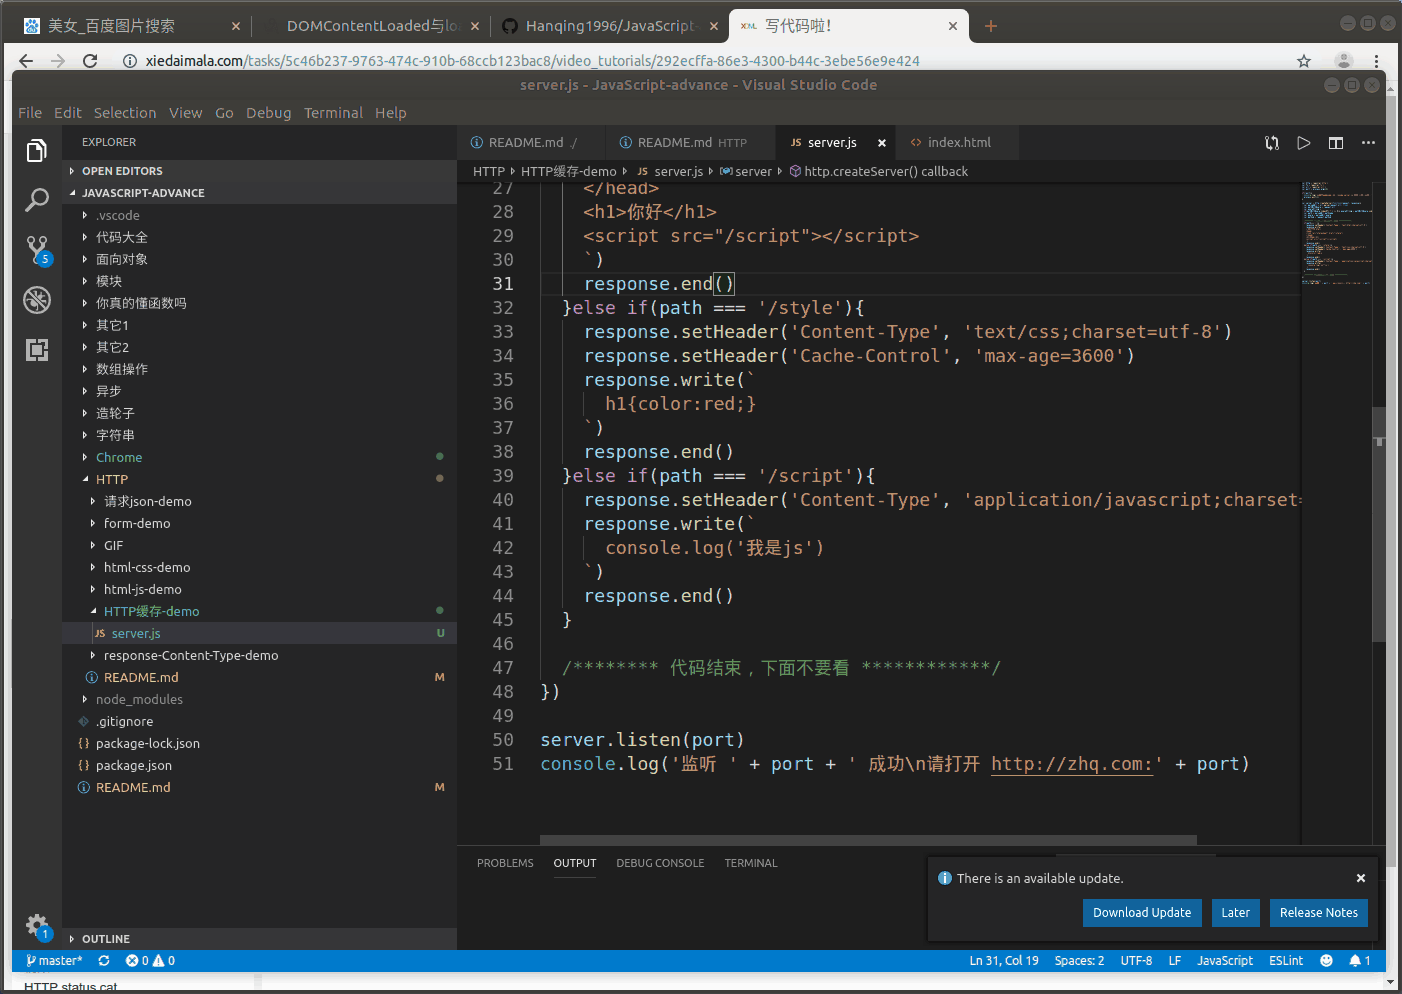 美女_百度图片搜索
DOMContentLoaded与lo
Hanqing1996/JavaScript-
写代码啦！
xiedaimala.com/tasks/5c46b237-9763-474c-910b-68ccb123bac8/video_tutorials/292ecffa-86e3-4300-b44c-3ebe56e9e424
server.js - JavaScript-advance - Visual Studio Code
File Edit Selection View Go Debug Terminal Help
EXPLORER
README.md ./
README.md HTTP
JS server.js
<> index.html
OPEN EDITORS
HTTP HTTP缓存-demo JS server.js server http.createServer() callback
JAVASCRIPT-ADVANCE
.vscode
代码大全
面向对象
模块
你真的懂函数吗
其它1
其它2
数组操作
异步
造轮子
字符串
Chrome
HTTP
请求json-demo
form-demo
GIF
html-css-demo
html-js-demo
HTTP缓存-demo
JS server.js U
response-Content-Type-demo
README.md M
node_modules
.gitignore
{} package-lock.json
{} package.json
README.md M
OUTLINE
5
1
27 </head>
28 <h1>你好</h1>
29 <script src="/script"></script>
30 `)
31 response.end()
32 }else if(path === '/style'){
33 response.setHeader('Content-Type', 'text/css;charset=utf-8')
34 response.setHeader('Cache-Control', 'max-age=3600')
35 response.write(`
36 h1{color:red;}
37 `)
38 response.end()
39 }else if(path === '/script'){
40 response.setHeader('Content-Type', 'application/javascript;charset=
41 response.write(`
42 console.log('我是js')
43 `)
44 response.end()
45 }
46
47 /******** 代码结束，下面不要看 ************/
48 })
49
50 server.listen(port)
51 console.log('监听 ' + port + ' 成功\n请打开 http://zhq.com:' + port)
PROBLEMS OUTPUT DEBUG CONSOLE TERMINAL
There is an available update.
Download Update Later Release Notes
master* 0 0
Ln 31, Col 19 Spaces: 2 UTF-8 LF JavaScript ESLint 1
HTTP status cat